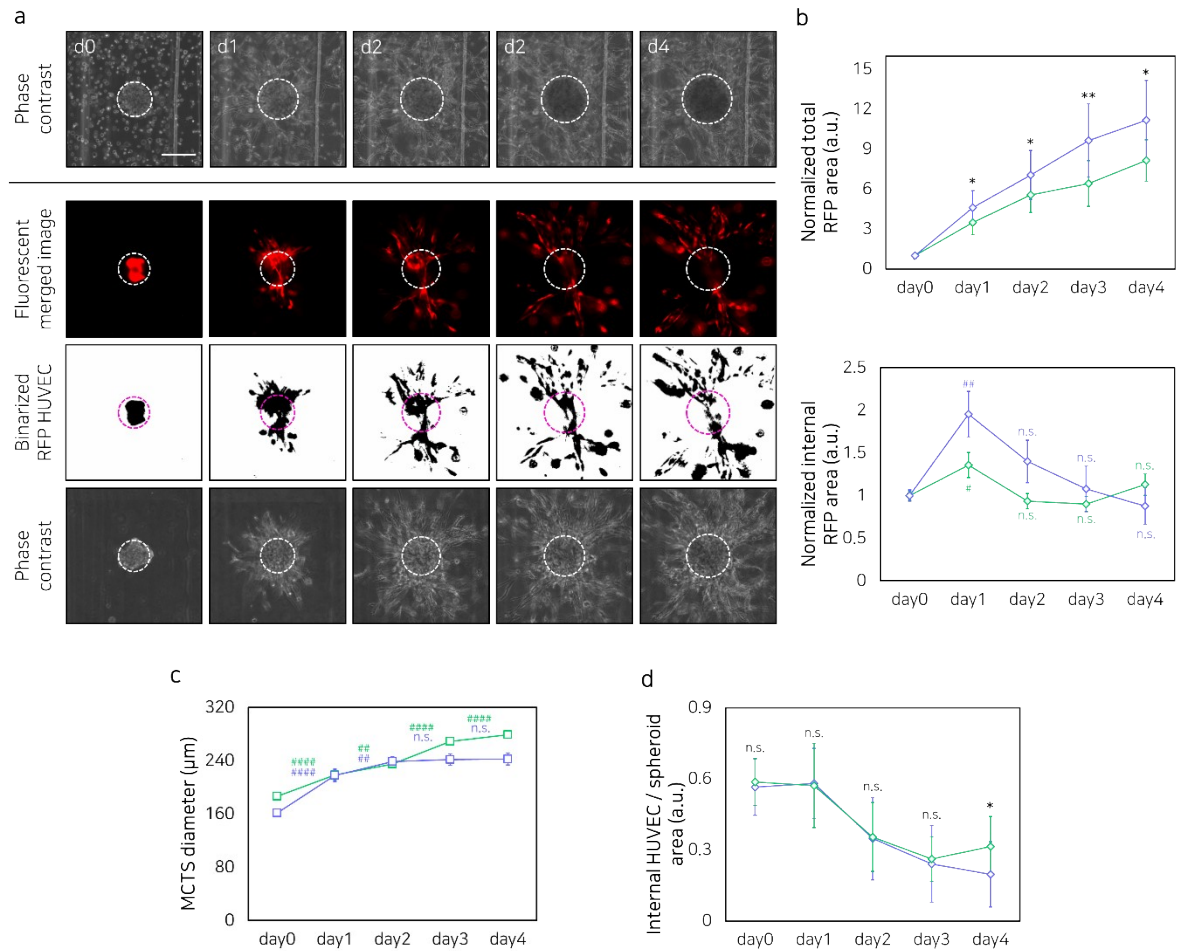 a
Phase
contrast
d0
d1
d2
d2
d4
Fluorescent
merged image
Binarized
RFP HUVEC
Phase
contrast
b
Normalized total
RFP area (a.u.)
15
12
9
6
3
0
*
*
**
*
day0
day1
day2
day3
day4
Normalized internal
RFP area (a.u.)
2.5
2
1.5
1
0.5
0
##
n.s.
n.s.
n.s.
#
n.s.
n.s.
n.s.
day0
day1
day2
day3
day4
c
MCTS diameter (µm)
320
240
160
80
0
####
####
##
##
####
n.s.
####
n.s.
day0
day1
day2
day3
day4
d
Internal HUVEC / spheroid
area (a.u.)
0.9
0.6
0.3
0
n.s.
n.s.
n.s.
n.s.
*
day0
day1
day2
day3
day4